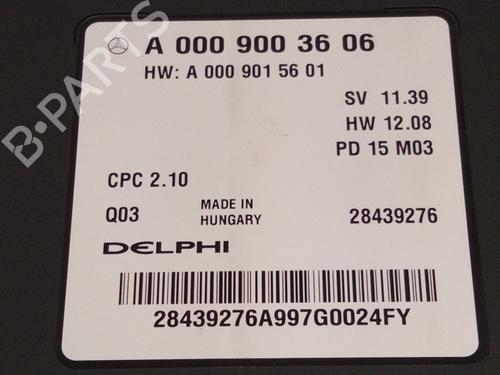 A 000 900 36 06
HW: A 000 901 56 01
SV 11.39
HW 12.08
PD 15 M03
CPC 2.10
Q03
MADE IN
HUNGARY
28439276
DELPHI
28439276A997G0024FY
B-PARTS